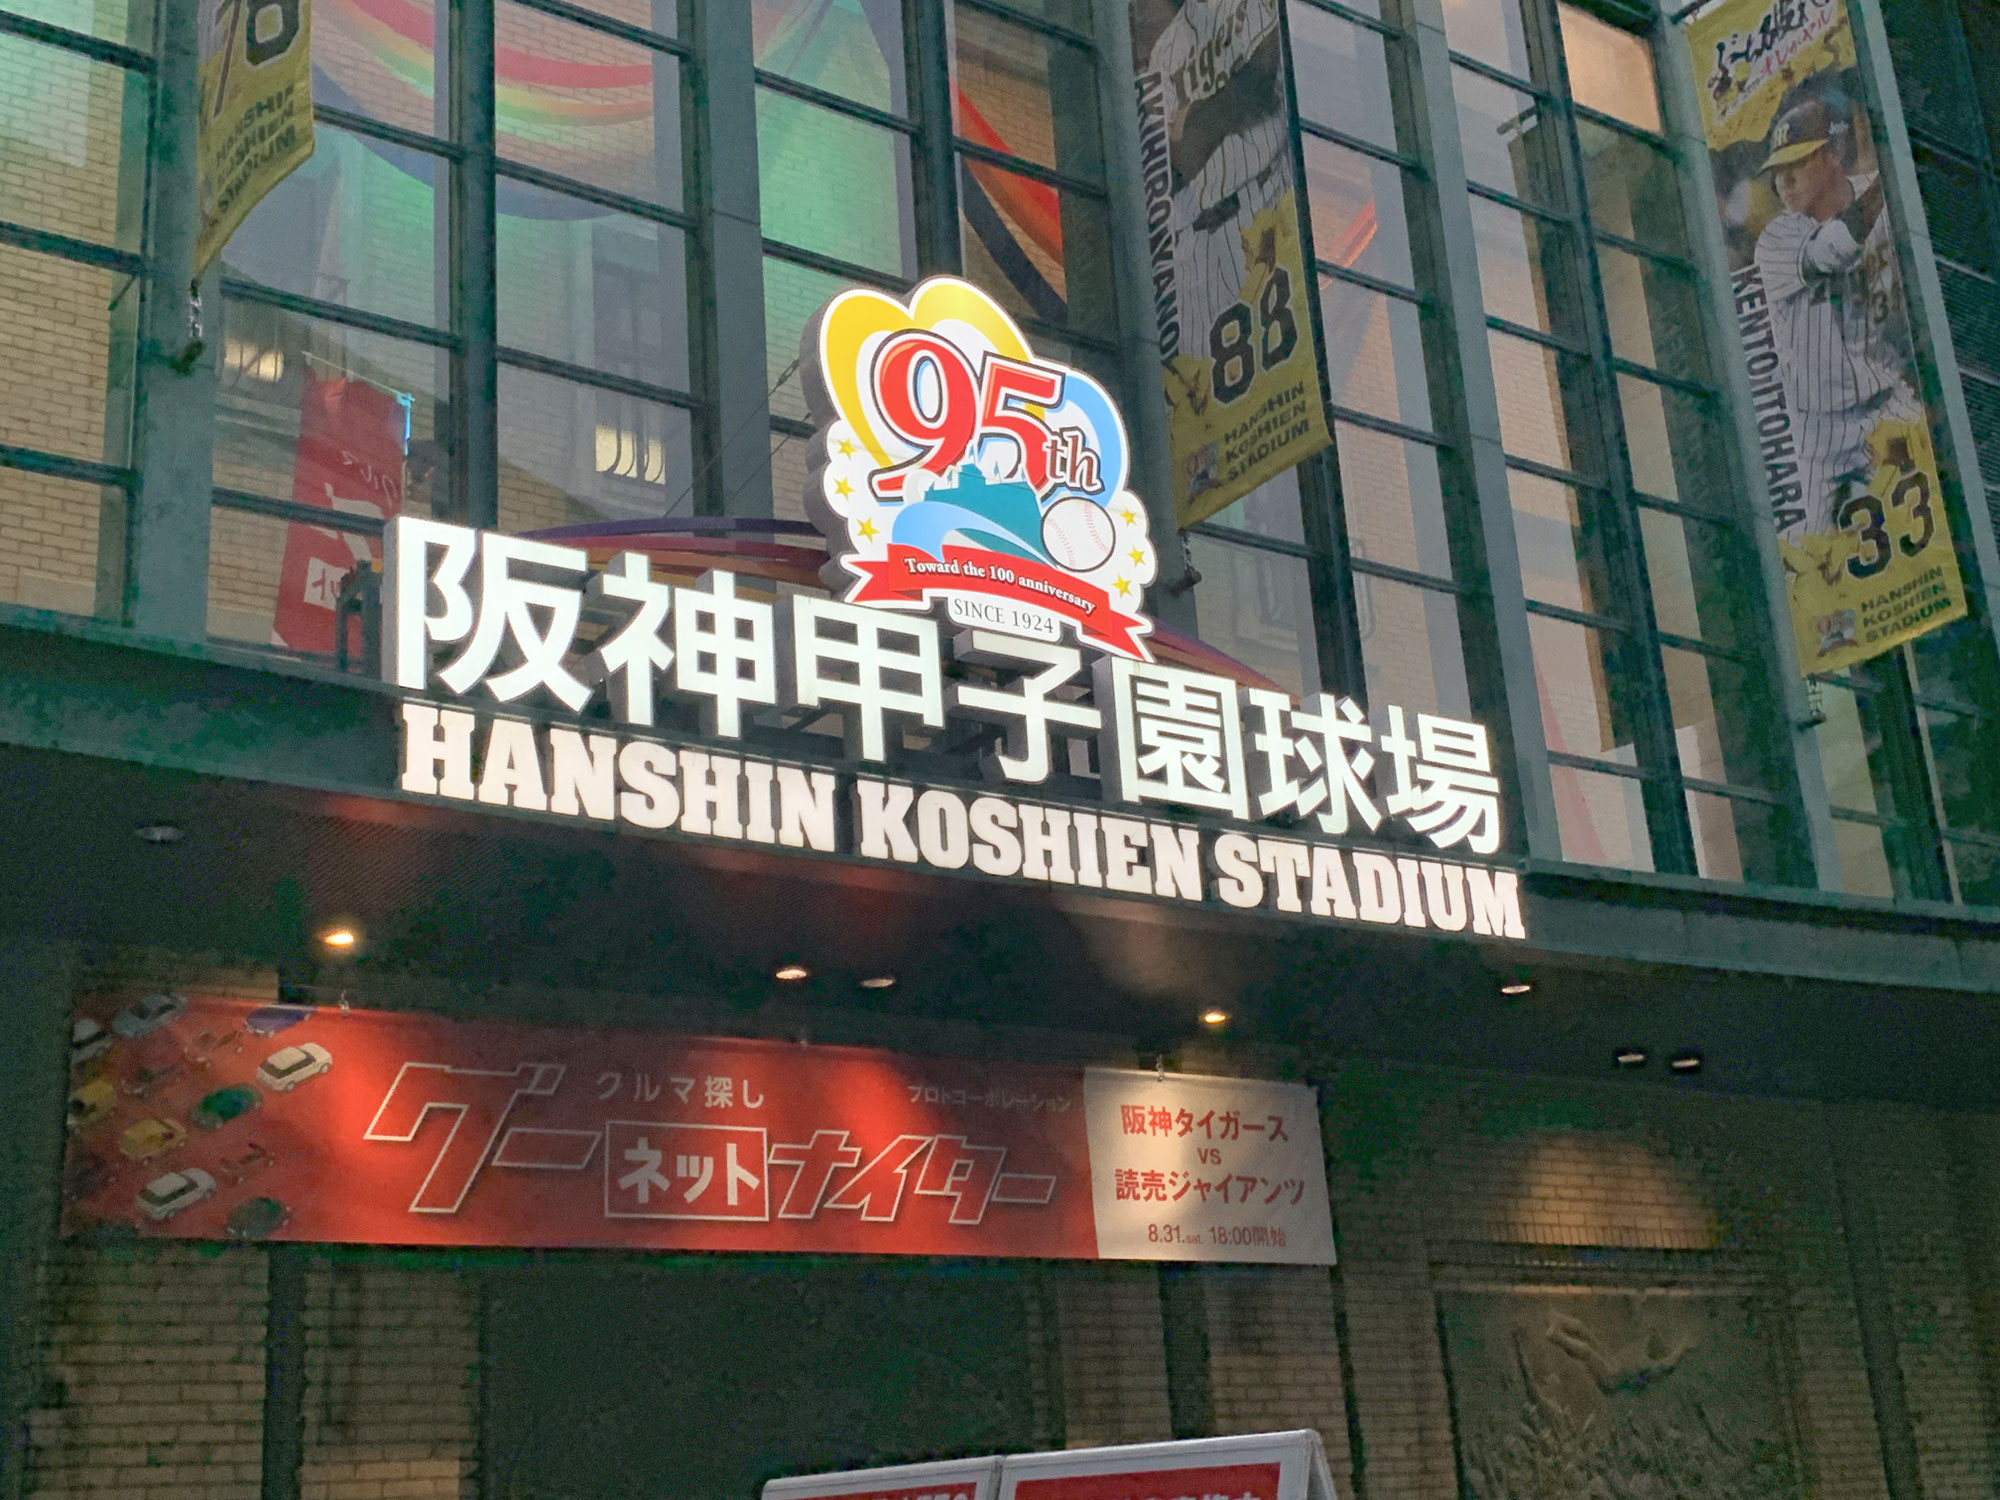 78
HANSHIN
KOSHIEN
STADIUM
Tigers
AKIHIRO YANO
88
HANSHIN
KOSHIEN
STADIUM
KENTO ITOHARA
33
HANSHIN
KOSHIEN
STADIUM
95th
Toward the 100 anniversary
SINCE 1924
阪神甲子園球場
HANSHIN KOSHIEN STADIUM
クルマ探し
グーネットナイター
プロトコーポレーション
阪神タイガース
VS
読売ジャイアンツ
8.31.sat. 18:00開始